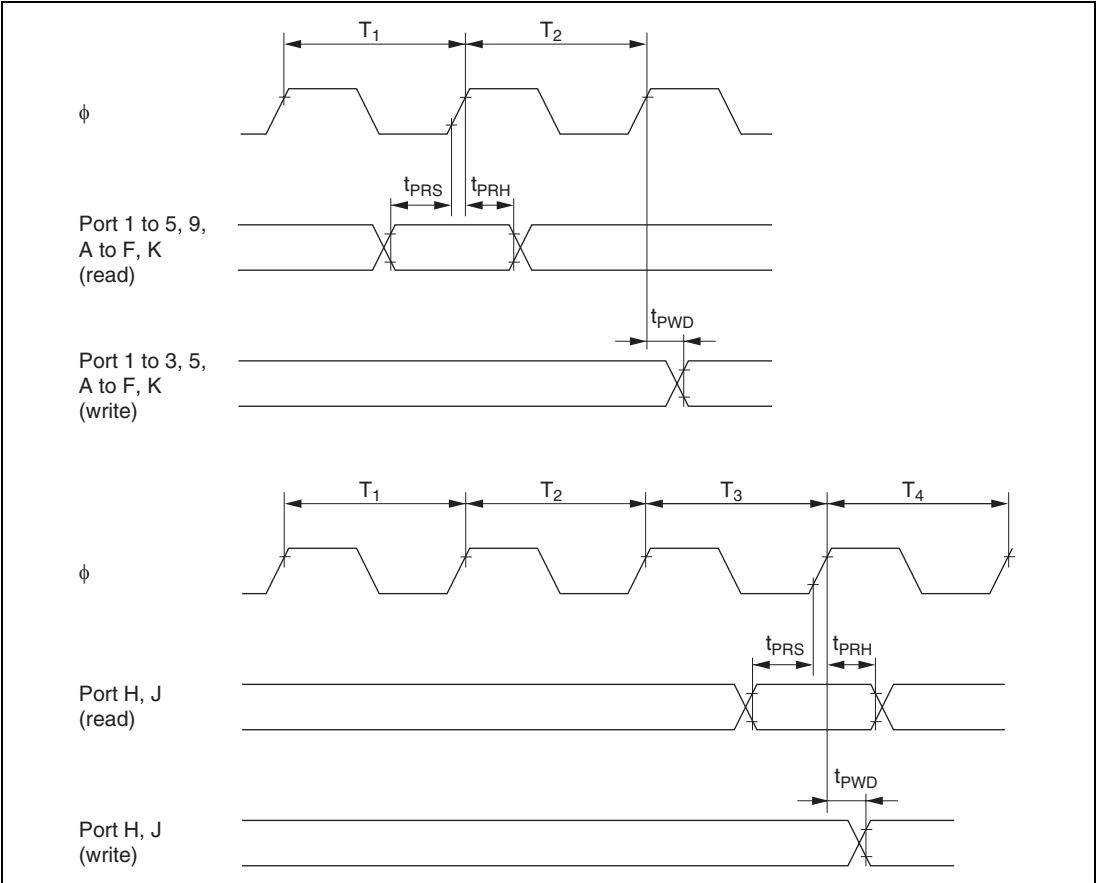 T1 T2
ϕ
tPRS tPRH
Port 1 to 5, 9,
A to F, K
(read)
tPWD
Port 1 to 3, 5,
A to F, K
(write)
T1 T2 T3 T4
ϕ
tPRS tPRH
Port H, J
(read)
tPWD
Port H, J
(write)